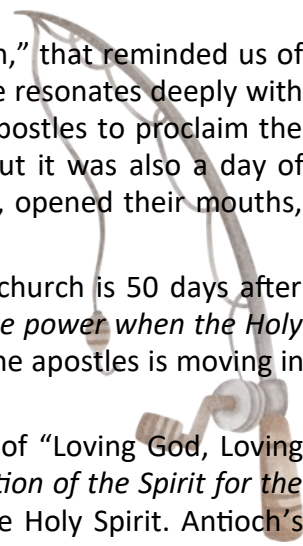 n,” that reminded us of
e resonates deeply with
postles to proclaim the
ut it was also a day of
, opened their mouths,
church is 50 days after
e power when the Holy
he apostles is moving in
of “Loving God, Loving
tion of the Spirit for the
e Holy Spirit. Antioch’s